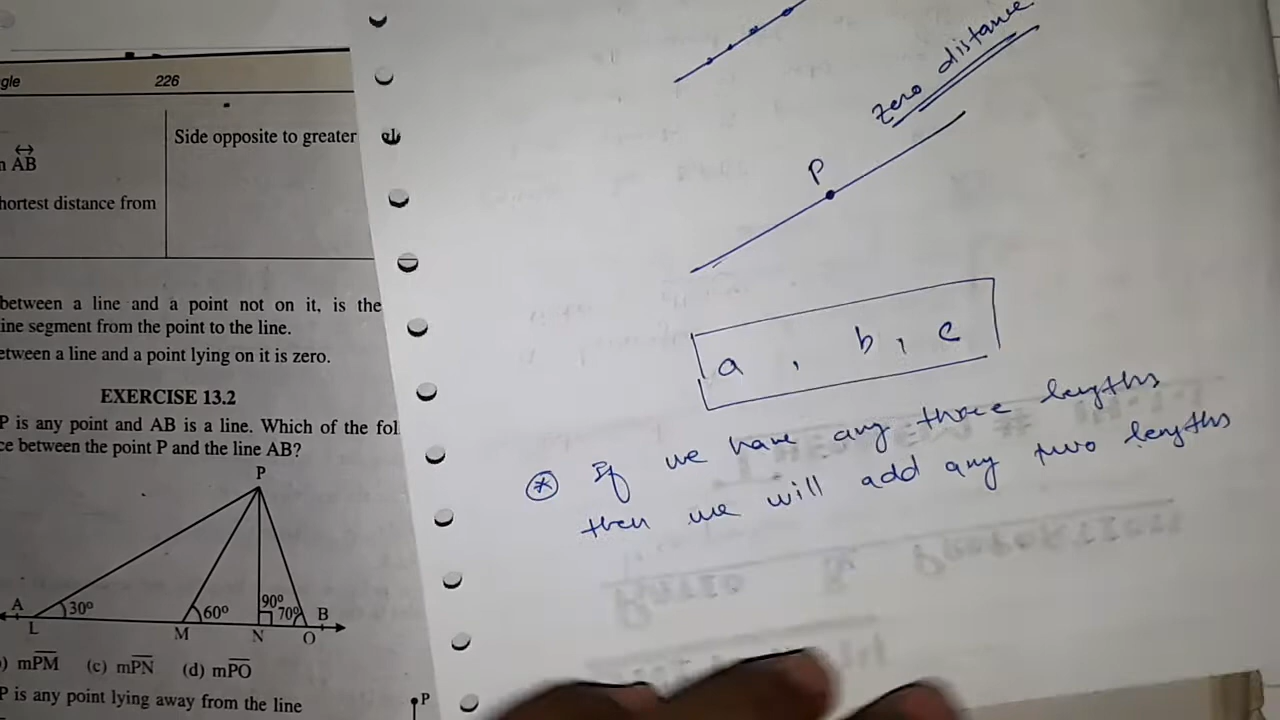 gle 226
AB
Side opposite to greater
hortest distance from
between a line and a point not on it, is the
ine segment from the point to the line.
etween a line and a point lying on it is zero.
EXERCISE 13.2
P is any point and AB is a line. Which of the fol
ce between the point P and the line AB?
P
A 30° 60° 90° 70° B
L M N O
) mPM (c) mPN (d) mPO
P is any point lying away from the line
P
zero distance
P
a , b, c
* If we have any three lengths
then we will add any two lengths